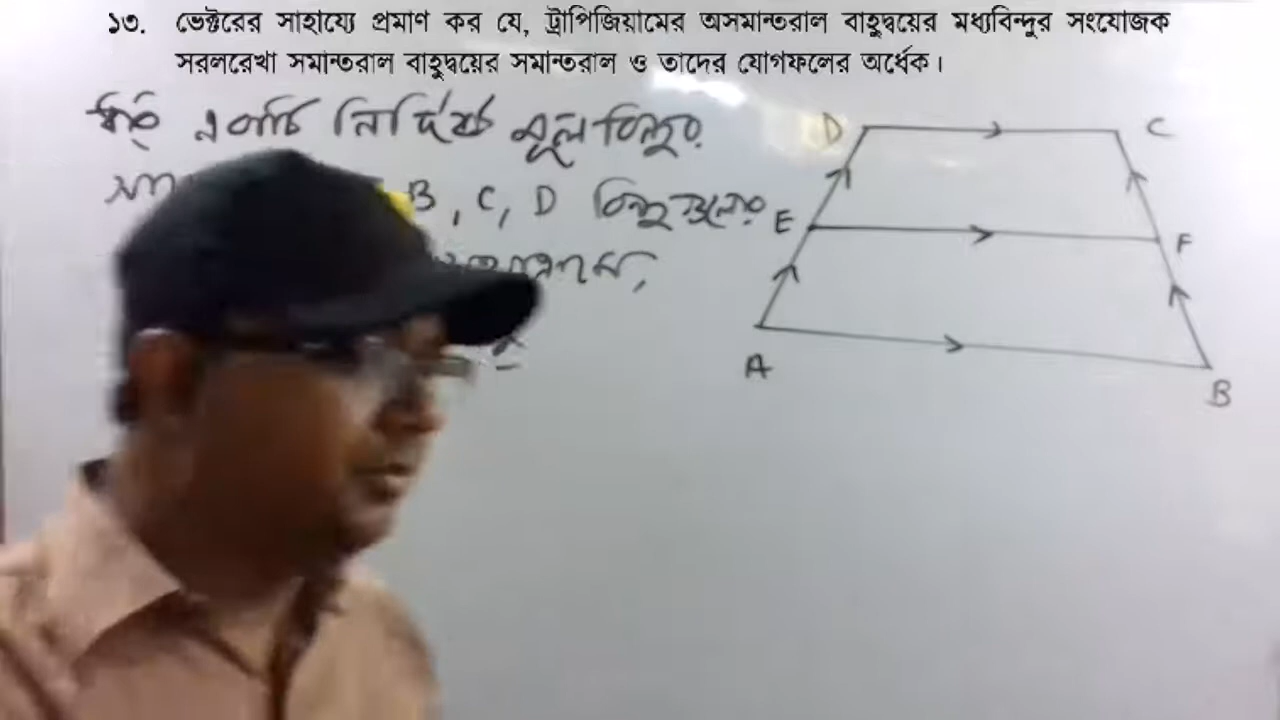 ১৩. ভেক্টরের সাহায্যে প্রমাণ কর যে, ট্রাপিজিয়ামের অসমান্তরাল বাহুদ্বয়ের মধ্যবিন্দুর সংযোজক
সরলরেখা সমান্তরাল বাহুদ্বয়ের সমান্তরাল ও তাদের যোগফলের অর্ধেক।
ধরি একটি নির্দিষ্ট মূলবিন্দুর
B, C, D বিন্দুগুলোর
D C
E F
A
B